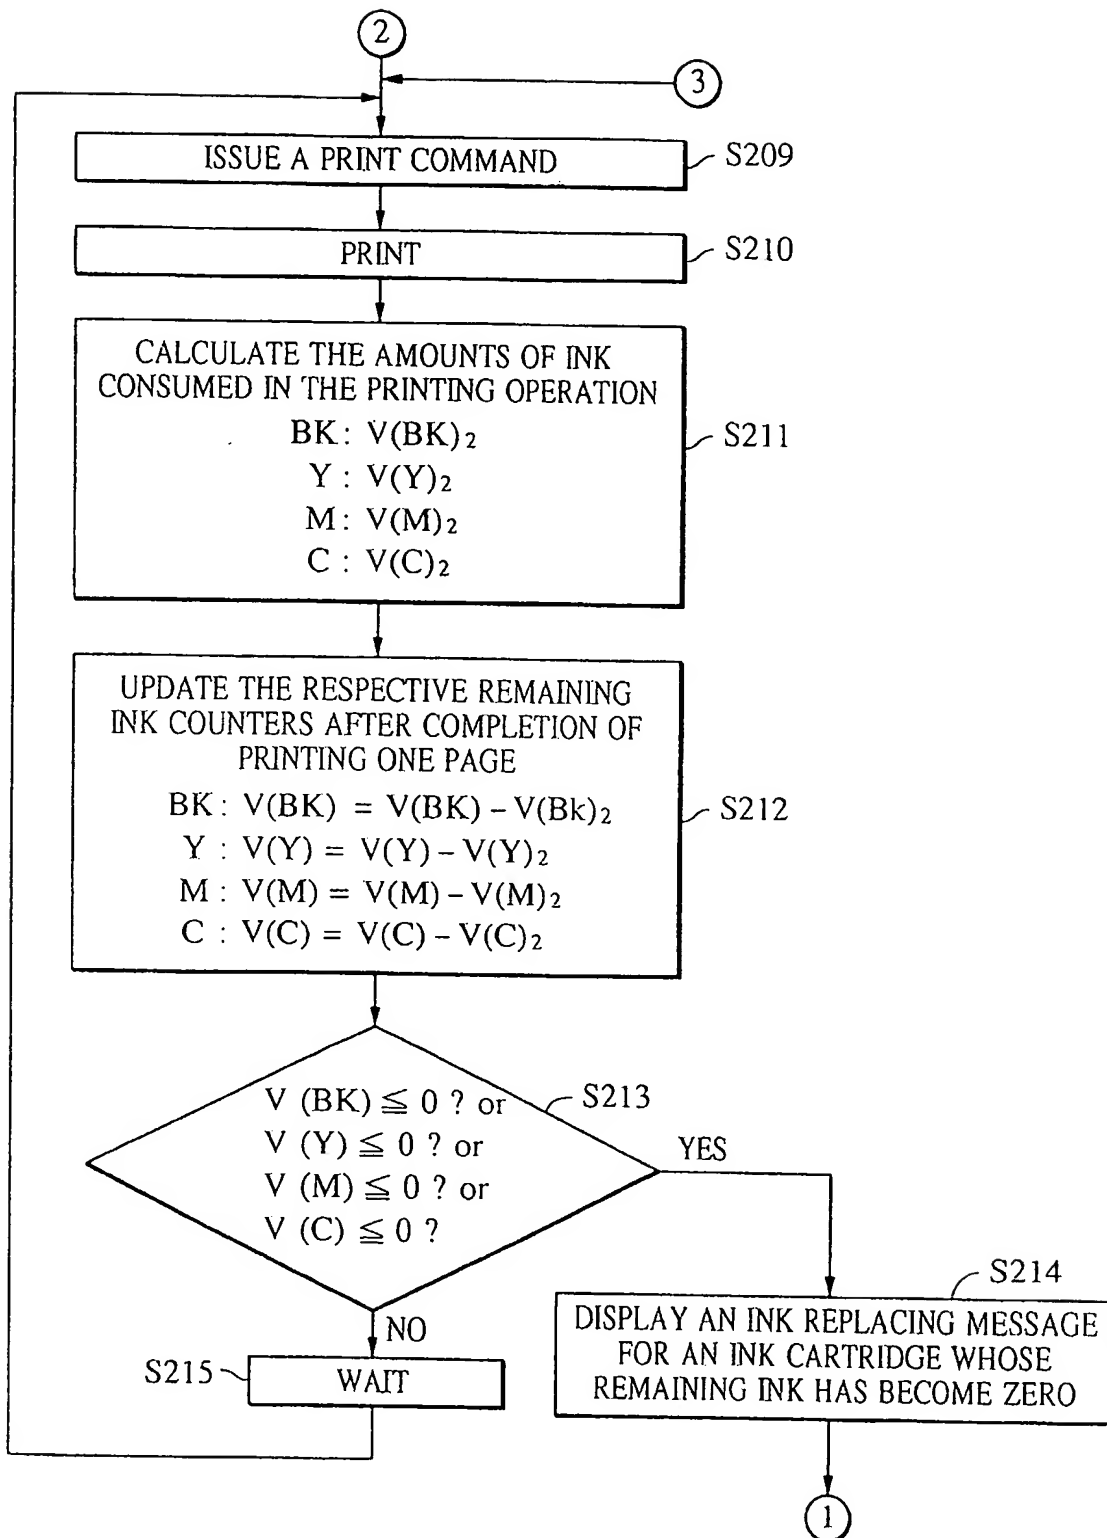 2
3
ISSUE A PRINT COMMAND
S209
PRINT
S210
CALCULATE THE AMOUNTS OF INK
CONSUMED IN THE PRINTING OPERATION
BK: V(BK)₂
Y: V(Y)₂
M: V(M)₂
C: V(C)₂
S211
UPDATE THE RESPECTIVE REMAINING
INK COUNTERS AFTER COMPLETION OF
PRINTING ONE PAGE
BK: V(BK) = V(BK) – V(Bk)₂
Y: V(Y) = V(Y) – V(Y)₂
M: V(M) = V(M) – V(M)₂
C: V(C) = V(C) – V(C)₂
S212
V (BK) ≦ 0 ? or
V (Y) ≦ 0 ? or
V (M) ≦ 0 ? or
V (C) ≦ 0 ?
S213
YES
NO
S214
DISPLAY AN INK REPLACING MESSAGE
FOR AN INK CARTRIDGE WHOSE
REMAINING INK HAS BECOME ZERO
S215
WAIT
1